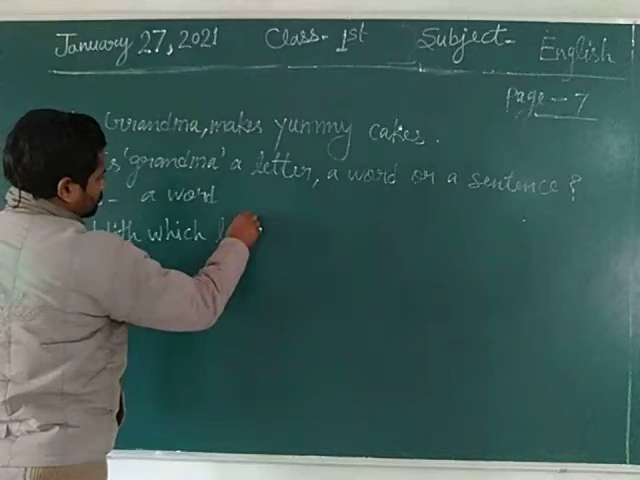 January 27, 2021 Class- 1st Subject- English
Page - 7
Grandma, makes yummy cakes.
is 'grandma' a letter, a word or a sentence?
- a word
With which